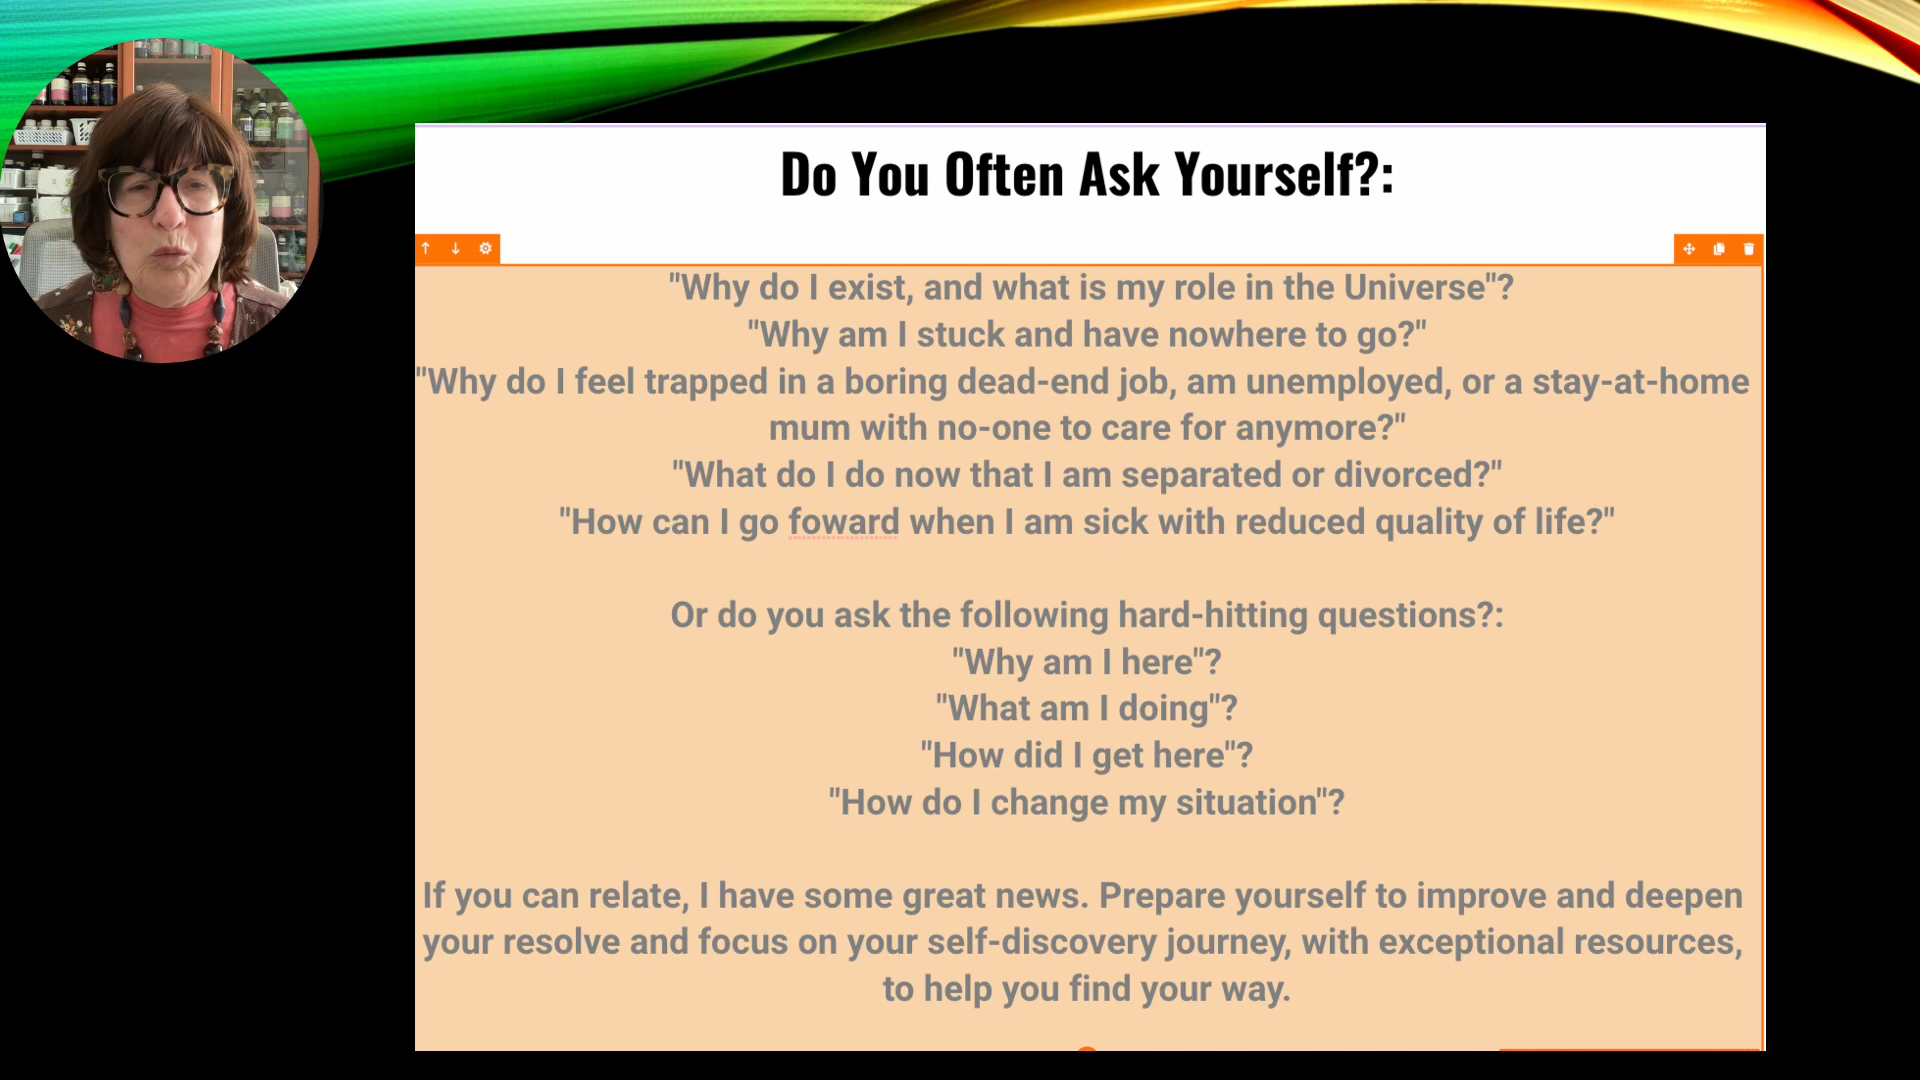 Do You Often Ask Yourself?:
"Why do I exist, and what is my role in the Universe"?
"Why am I stuck and have nowhere to go?"
"Why do I feel trapped in a boring dead-end job, am unemployed, or a stay-at-home
mum with no-one to care for anymore?"
"What do I do now that I am separated or divorced?"
"How can I go foward when I am sick with reduced quality of life?"
Or do you ask the following hard-hitting questions?:
"Why am I here"?
"What am I doing"?
"How did I get here"?
"How do I change my situation"?
If you can relate, I have some great news. Prepare yourself to improve and deepen
your resolve and focus on your self-discovery journey, with exceptional resources,
to help you find your way.